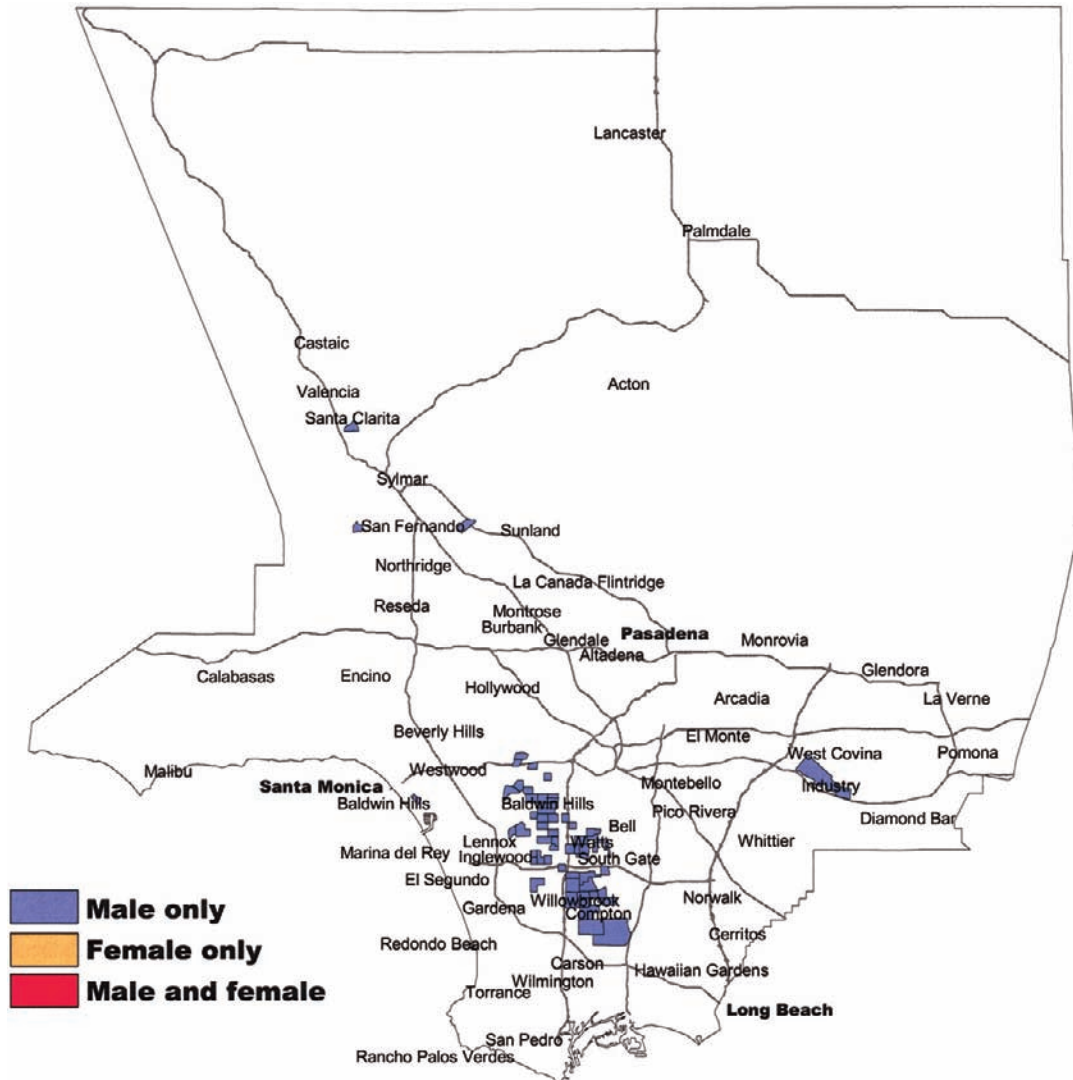 Lancaster
Palmdale
Castaic
Acton
Valencia
Santa Clarita
Sylmar
San Fernando
Sunland
Northridge
La Canada Flintridge
Reseda
Montrose
Burbank
Pasadena
Glendale
Monrovia
Altadena
Glendora
Calabasas
Encino
Hollywood
Arcadia
La Verne
Beverly Hills
El Monte
West Covina
Pomona
Malibu
Westwood
Santa Monica
Montebello
Industry
Baldwin Hills
Baldwin Hills
Pico Rivera
Diamond Bar
Bell
Lennox
Watts
Whittier
Marina del Rey
Inglewood
South Gate
El Segundo
Norwalk
Willowbrook
Gardena
Compton
Redondo Beach
Cerritos
Carson
Hawaiian Gardens
Wilmington
Torrance
Long Beach
San Pedro
Rancho Palos Verdes
Male only
Female only
Male and female